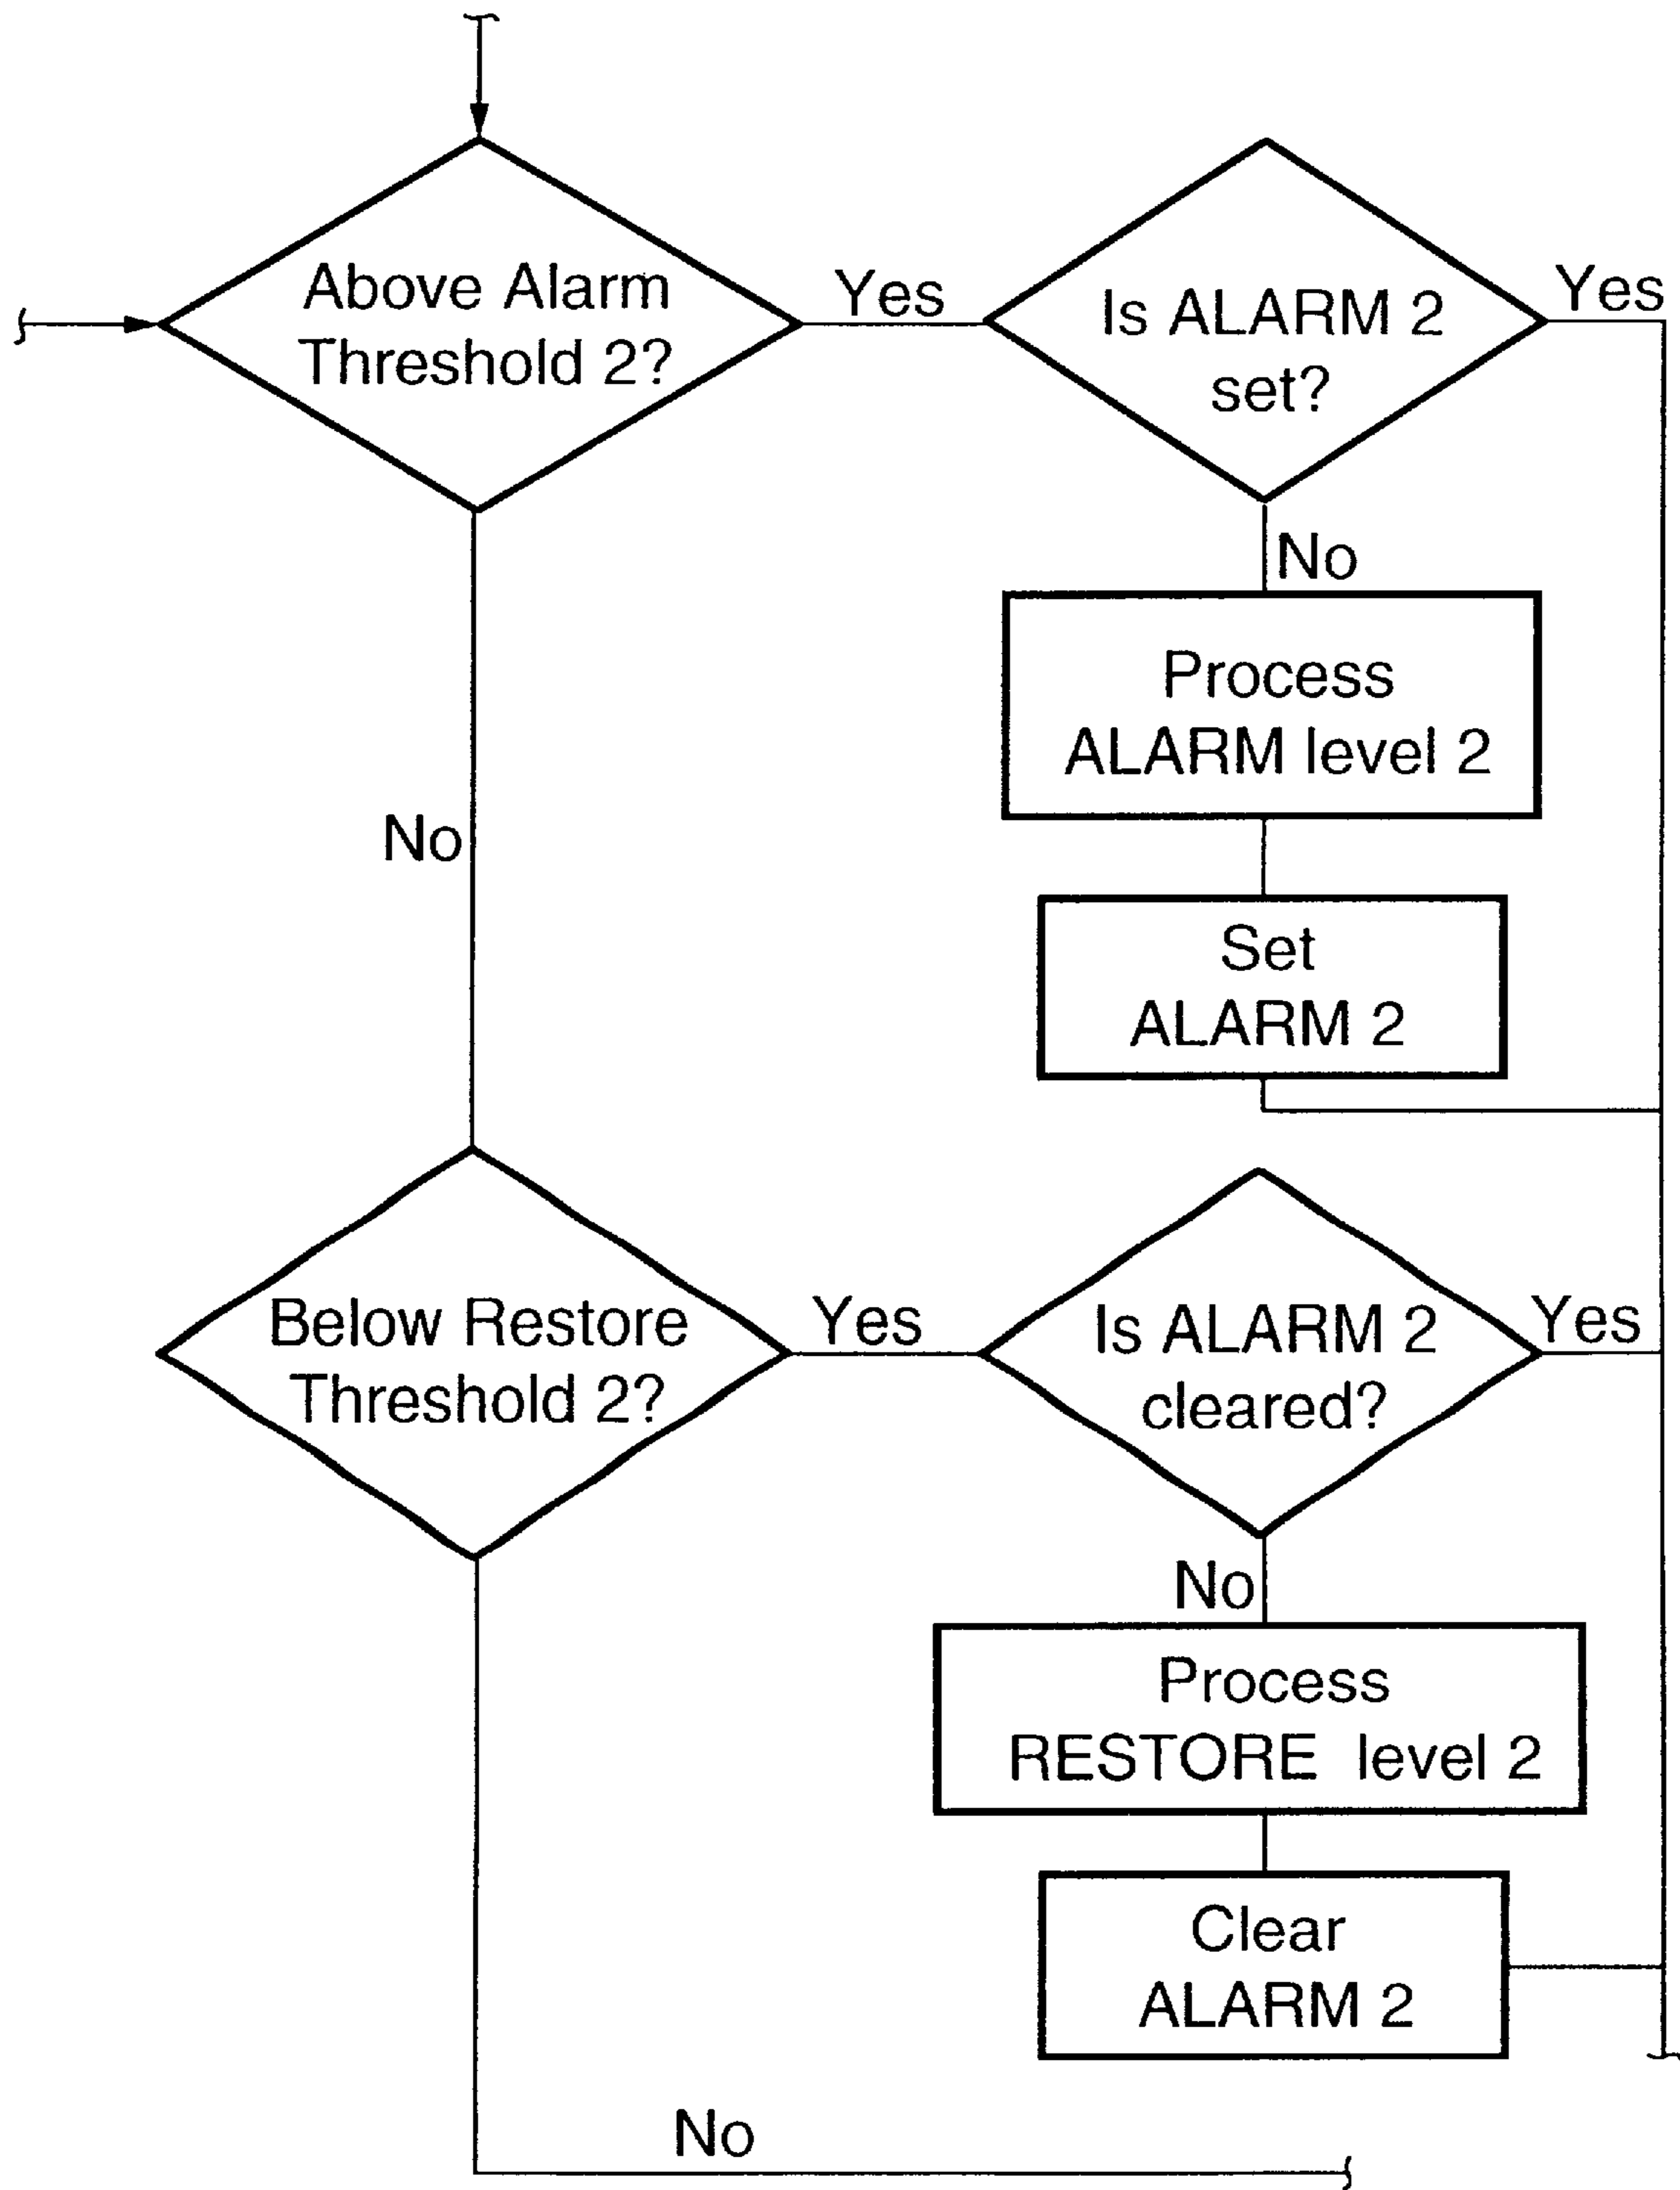 Above Alarm
Threshold 2?
Yes
Is ALARM 2
set?
Yes
No
Process
ALARM level 2
No
Set
ALARM 2
Below Restore
Threshold 2?
Yes
Is ALARM 2
cleared?
Yes
No
Process
RESTORE level 2
Clear
ALARM 2
No